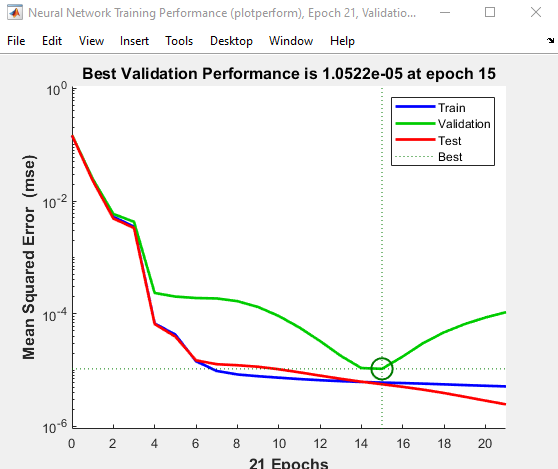 Neural Network Training Performance (plotperform), Epoch 21, Validatio...
File Edit View Insert Tools Desktop Window Help
Best Validation Performance is 1.0522e-05 at epoch 15
10^0
10^-2
10^-4
10^-6
Mean Squared Error (mse)
Train
Validation
Test
Best
0 2 4 6 8 10 12 14 16 18 20
21 Epochs